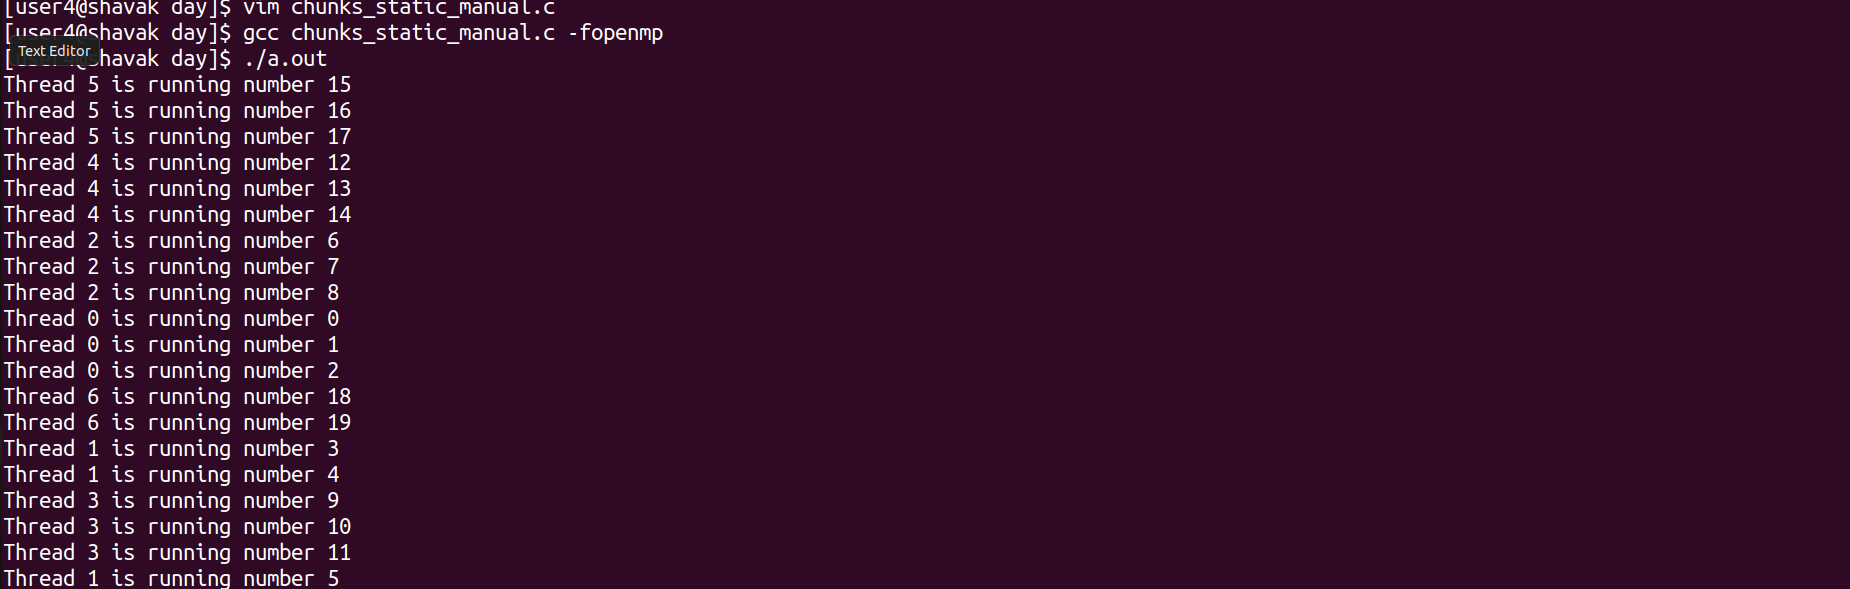 [user4@shavak day]$ vim chunks_static_manual.c
[user4@shavak day]$ gcc chunks_static_manual.c -fopenmp
Text Editor
[user4@shavak day]$ ./a.out
Thread 5 is running number 15
Thread 5 is running number 16
Thread 5 is running number 17
Thread 4 is running number 12
Thread 4 is running number 13
Thread 4 is running number 14
Thread 2 is running number 6
Thread 2 is running number 7
Thread 2 is running number 8
Thread 0 is running number 0
Thread 0 is running number 1
Thread 0 is running number 2
Thread 6 is running number 18
Thread 6 is running number 19
Thread 1 is running number 3
Thread 1 is running number 4
Thread 3 is running number 9
Thread 3 is running number 10
Thread 3 is running number 11
Thread 1 is running number 5